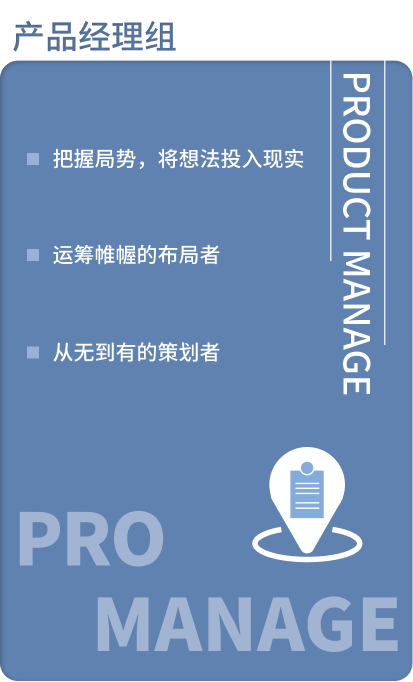 产品经理组
PRODUCT MANAGE
把握局势，将想法投入现实
运筹帷幄的布局者
从无到有的策划者
PRO
MANAGE